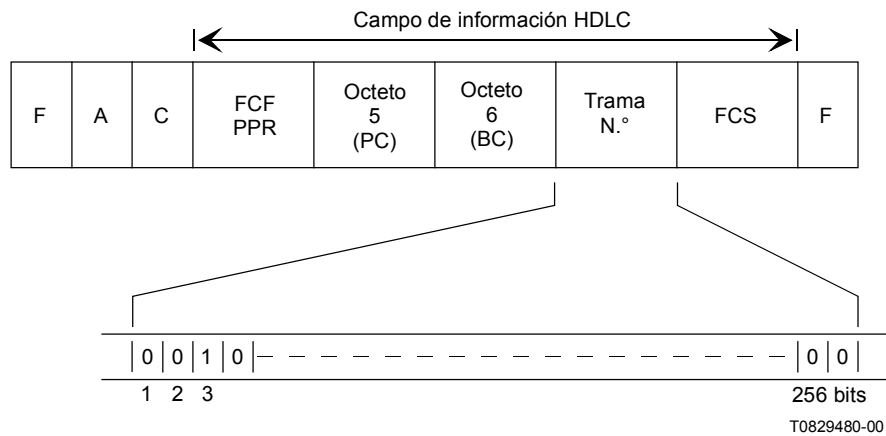 Campo de información HDLC
F A C FCF PPR Octeto 5 (PC) Octeto 6 (BC) Trama N.° FCS F
0 0 1 0 0 0
1 2 3 256 bits
T0829480-00